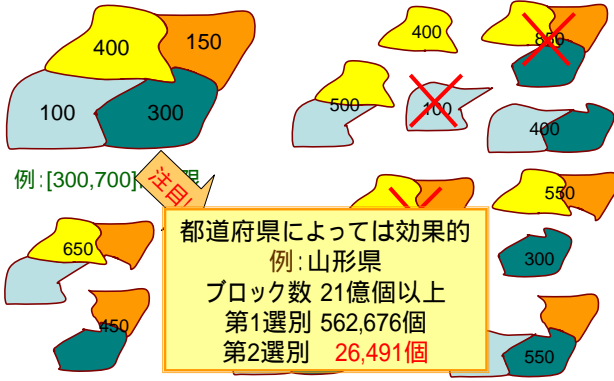 400
150
100
300
400
850
500
100
400
例:[300,700]
限
注目!
550
650
300
450
550
都道府県によっては効果的
例:山形県
ブロック数 21億個以上
第1選別 562,676個
第2選別 26,491個